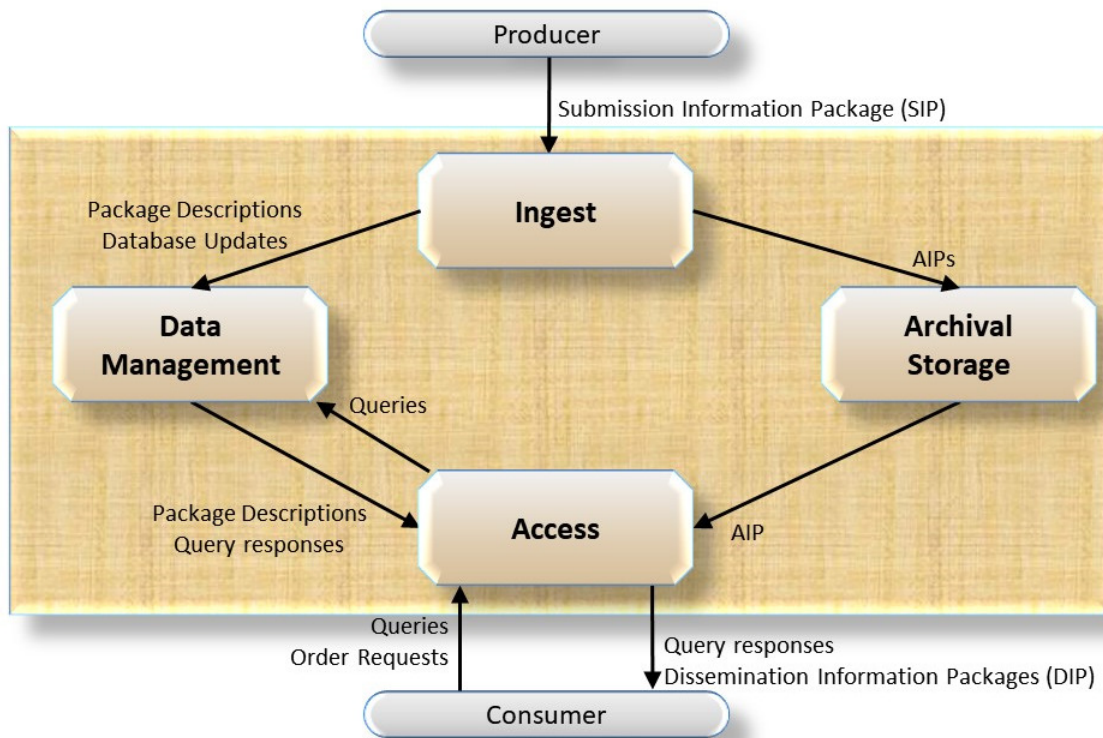 Producer
Submission Information Package (SIP)
Ingest
Package Descriptions
Database Updates
AIPs
Data
Management
Archival
Storage
Queries
Package Descriptions
Query responses
Access
AIP
Queries
Order Requests
Query responses
Dissemination Information Packages (DIP)
Consumer